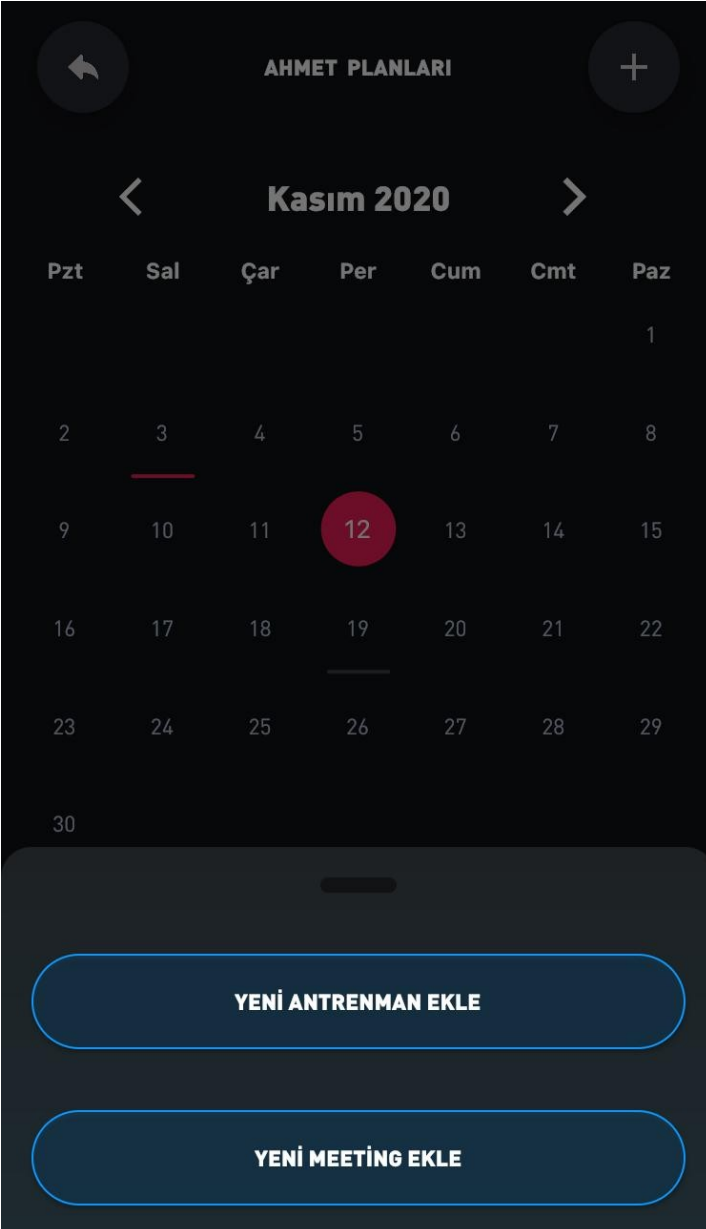 AHMET PLANLARI
Kasım 2020
Pzt Sal Çar Per Cum Cmt Paz
1
2 3 4 5 6 7 8
9 10 11 12 13 14 15
16 17 18 19 20 21 22
23 24 25 26 27 28 29
30
YENİ ANTRENMAN EKLE
YENİ MEETİNG EKLE